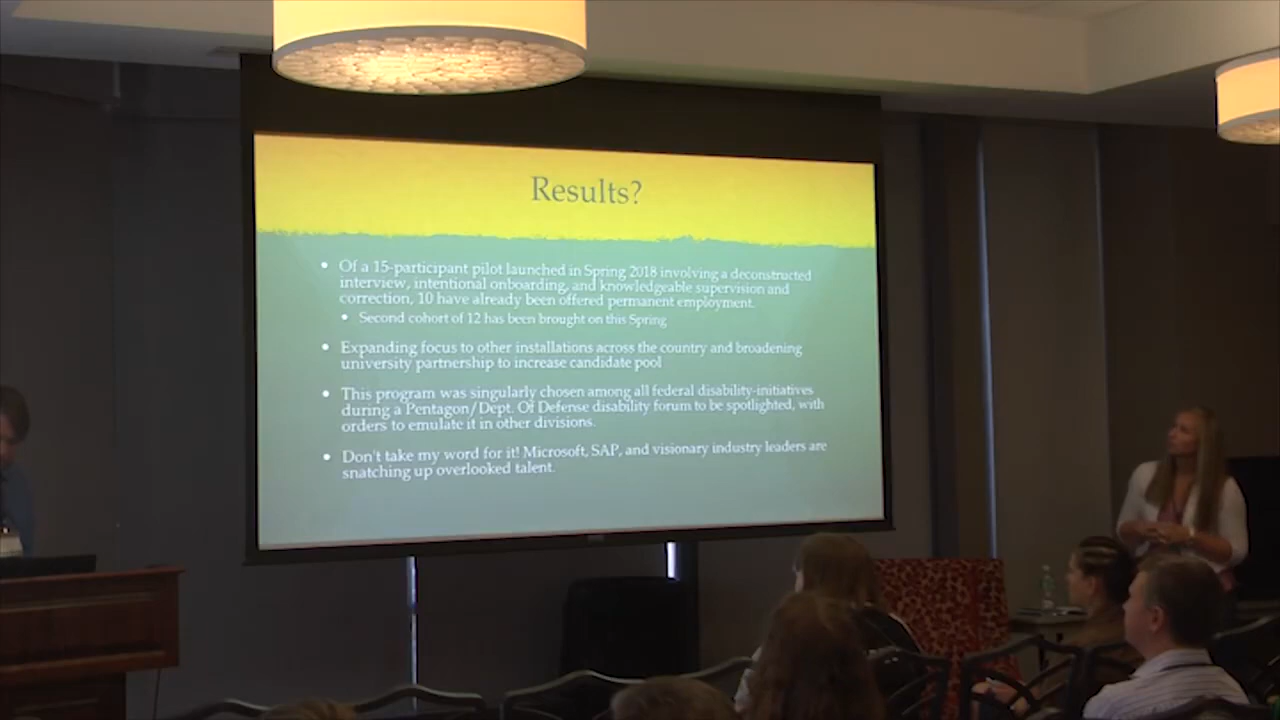 Results?
• Of a 15-participant pilot launched in Spring 2018 involving a deconstructed
interview, intentional onboarding, and knowledgeable supervision and
correction, 10 have already been offered permanent employment.
• Second cohort of 12 has been brought on this Spring
• Expanding focus to other installations across the country and broadening
university partnership to increase candidate pool
• This program was singularly chosen among all federal disability-initiatives
during a Pentagon/Dept. Of Defense disability forum to be spotlighted, with
orders to emulate it in other divisions.
• Don't take my word for it! Microsoft, SAP, and visionary industry leaders are
snatching up overlooked talent.